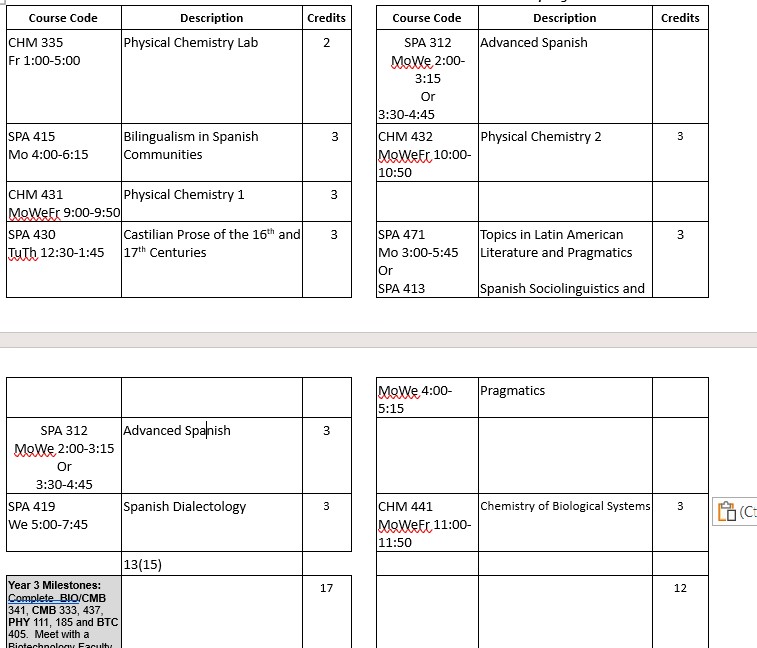 Course Code Description Credits
CHM 335 Physical Chemistry Lab 2
Fr 1:00-5:00
SPA 415 Bilingualism in Spanish 3
Mo 4:00-6:15 Communities
CHM 431 Physical Chemistry 1 3
MoWeFr 9:00-9:50
SPA 430 Castilian Prose of the 16th and 3
TuTh 12:30-1:45 17th Centuries
Course Code Description Credits
SPA 312 Advanced Spanish
MoWe 2:00-
3:15
Or
3:30-4:45
CHM 432 Physical Chemistry 2 3
MoWeFr 10:00-
10:50
SPA 471 Topics in Latin American 3
Mo 3:00-5:45 Literature and Pragmatics
Or
SPA 413 Spanish Sociolinguistics and
SPA 312 Advanced Spanish 3
MoWe 2:00-3:15
Or
3:30-4:45
SPA 419 Spanish Dialectology 3
We 5:00-7:45
13(15)
Year 3 Milestones: 17
Complete BIO/CMB
341, CMB 333, 437,
PHY 111, 185 and BTC
405. Meet with a
Biotechnology Faculty
MoWe 4:00- Pragmatics
5:15
CHM 441 Chemistry of Biological Systems 3
MoWeFr 11:00-
11:50
12
(Ct